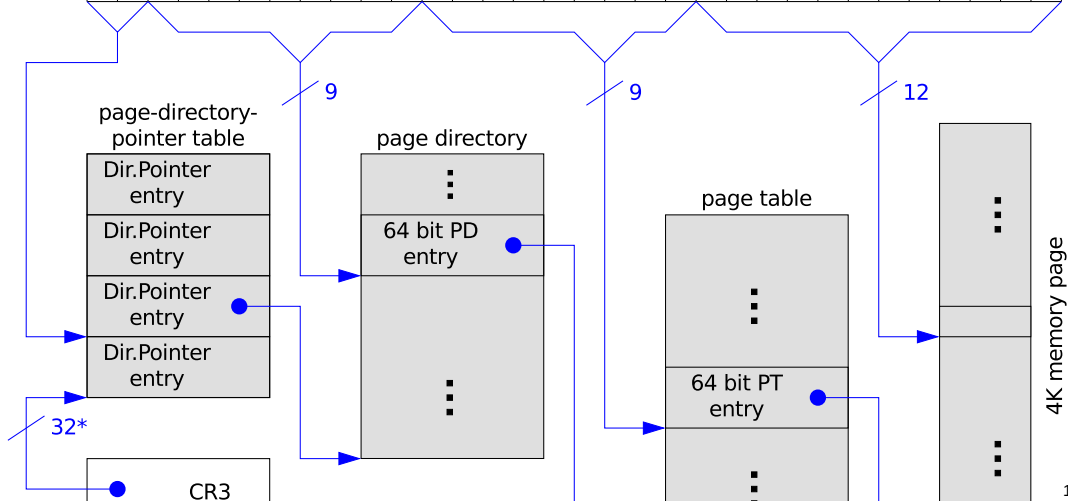 9
9
12
page-directory-
pointer table
Dir.Pointer
entry
Dir.Pointer
entry
Dir.Pointer
entry
Dir.Pointer
entry
32*
CR3
page directory
64 bit PD
entry
page table
64 bit PT
entry
4K memory page
1